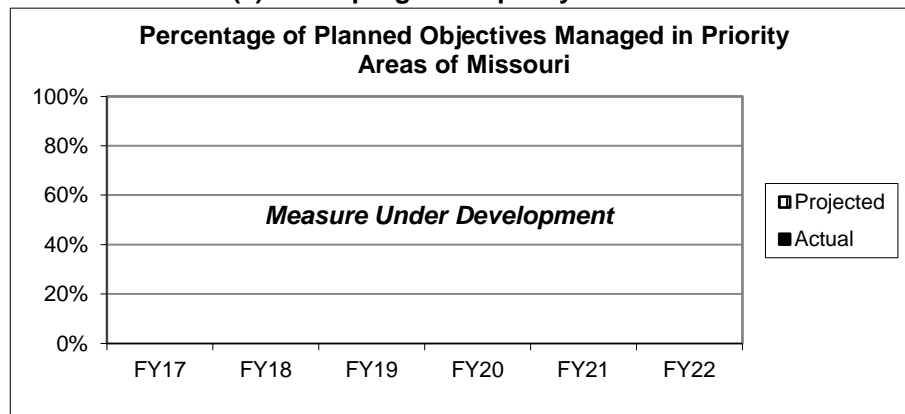 Percentage of Planned Objectives Managed in Priority
Areas of Missouri
100%
80%
60%
40%
20%
0%
Measure Under Development
FY17 FY18 FY19 FY20 FY21 FY22
Projected
Actual